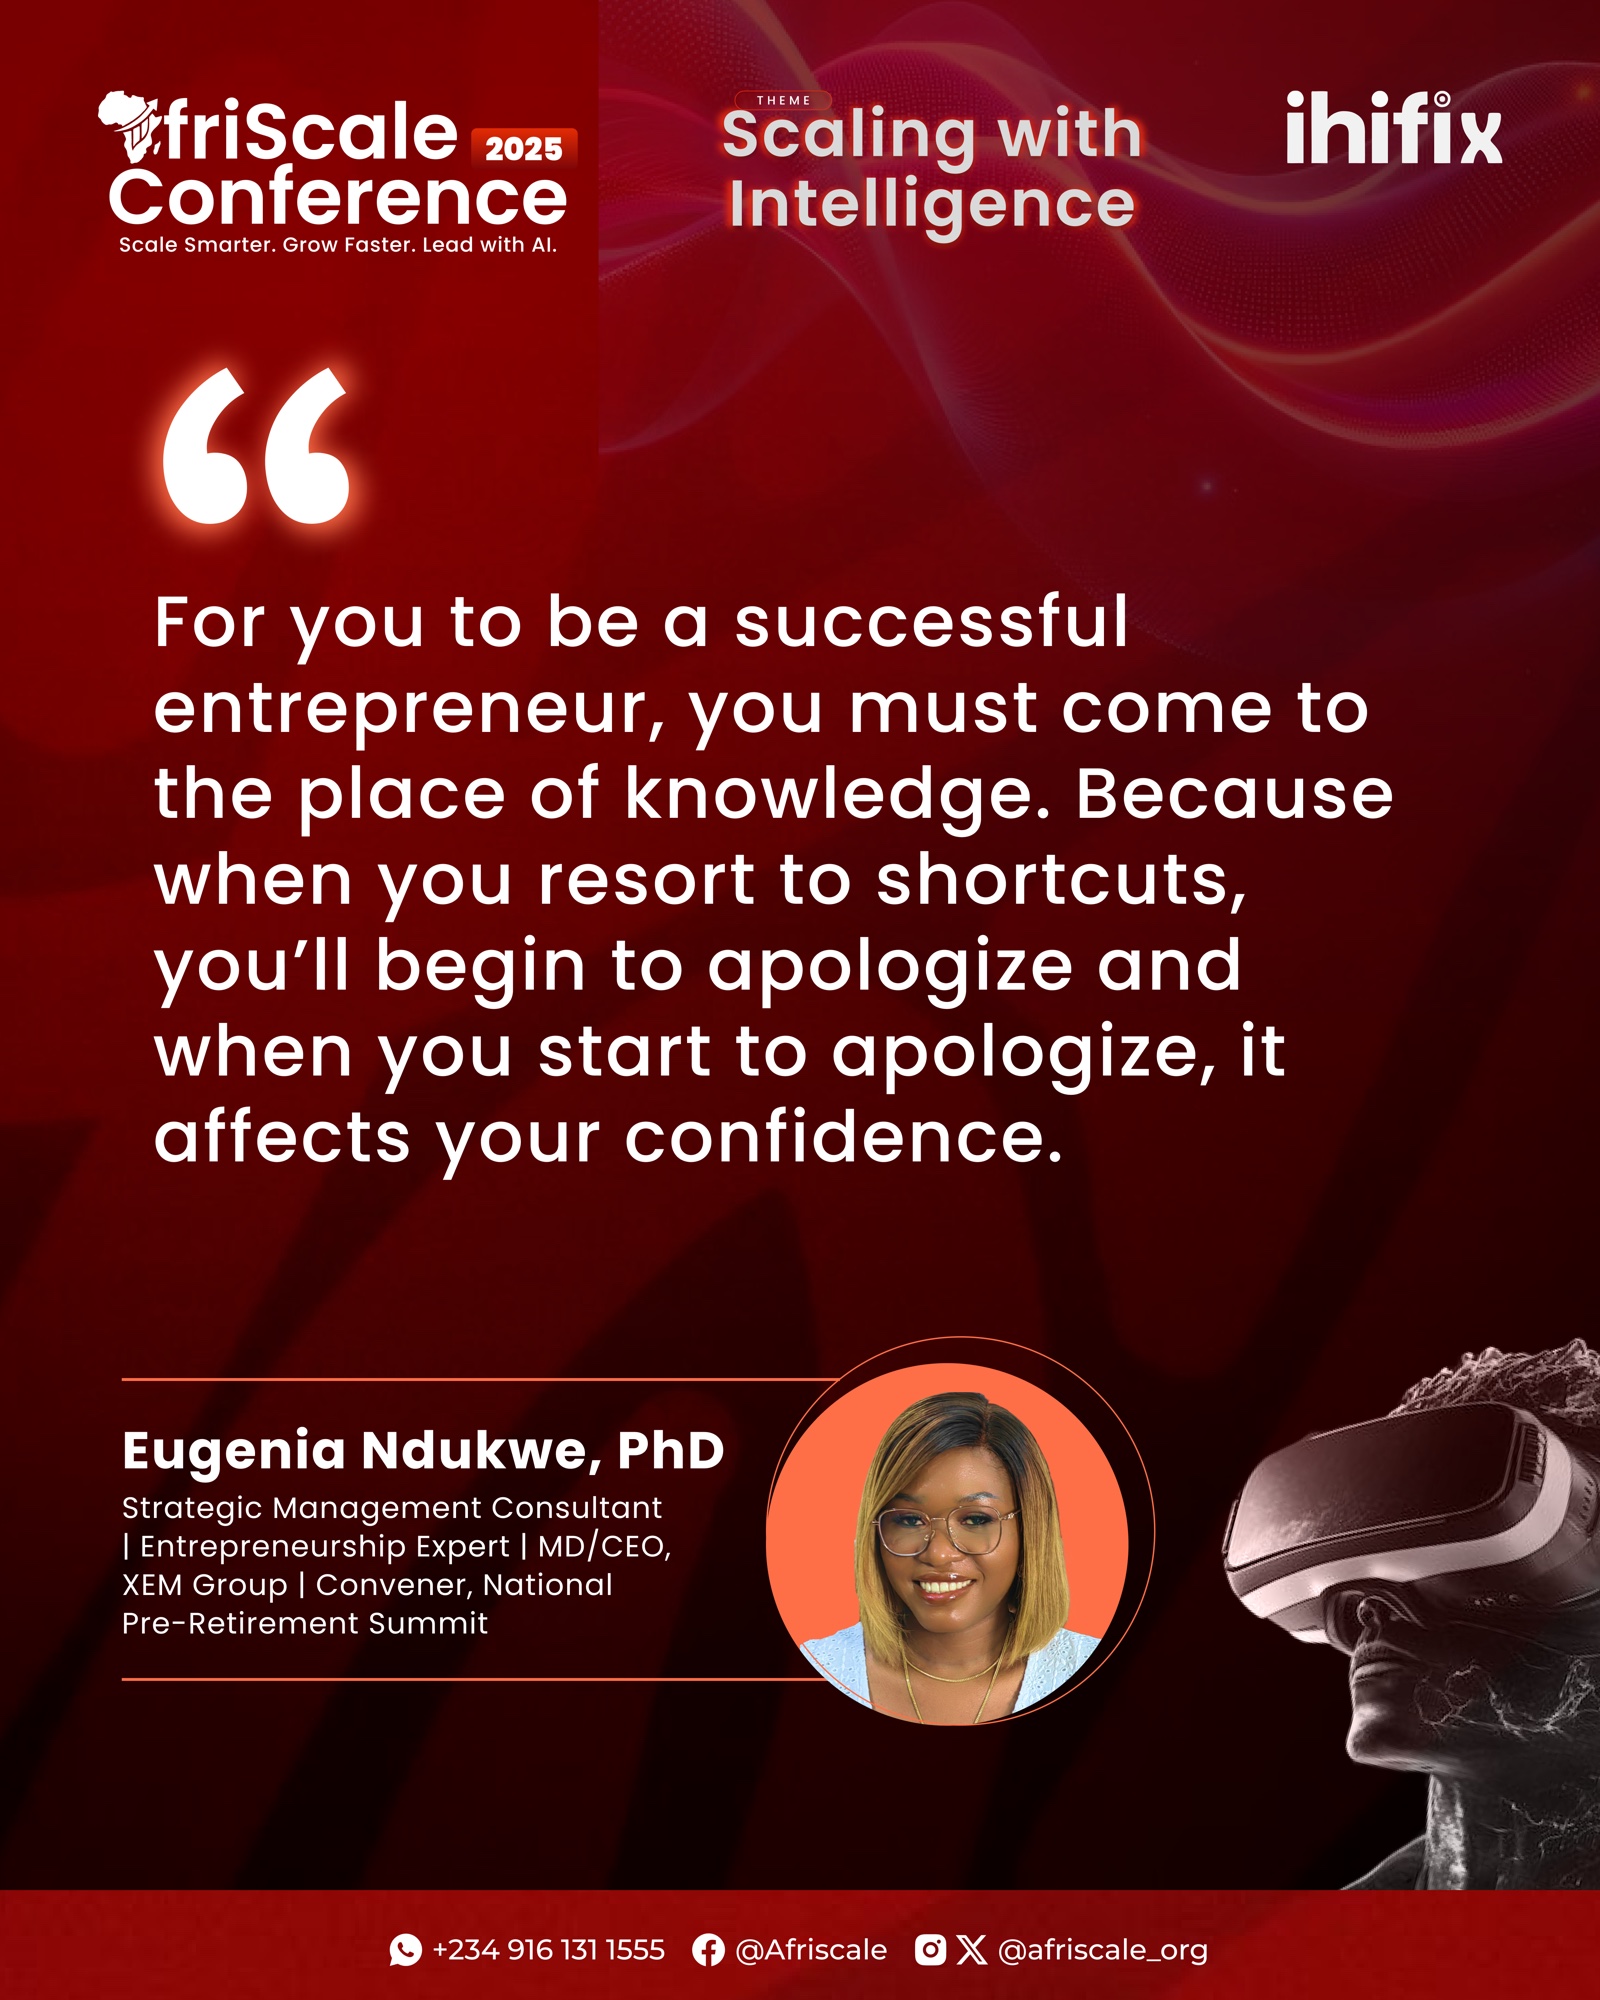 AfriScale 2025
Conference
Scale Smarter. Grow Faster. Lead with AI.
THEME
Scaling with
Intelligence
ihifix
“
For you to be a successful
entrepreneur, you must come to
the place of knowledge. Because
when you resort to shortcuts,
you’ll begin to apologize and
when you start to apologize, it
affects your confidence.
Eugenia Ndukwe, PhD
Strategic Management Consultant
| Entrepreneurship Expert | MD/CEO,
XEM Group | Convener, National
Pre-Retirement Summit
+234 916 131 1555 @Afriscale @afriscale_org